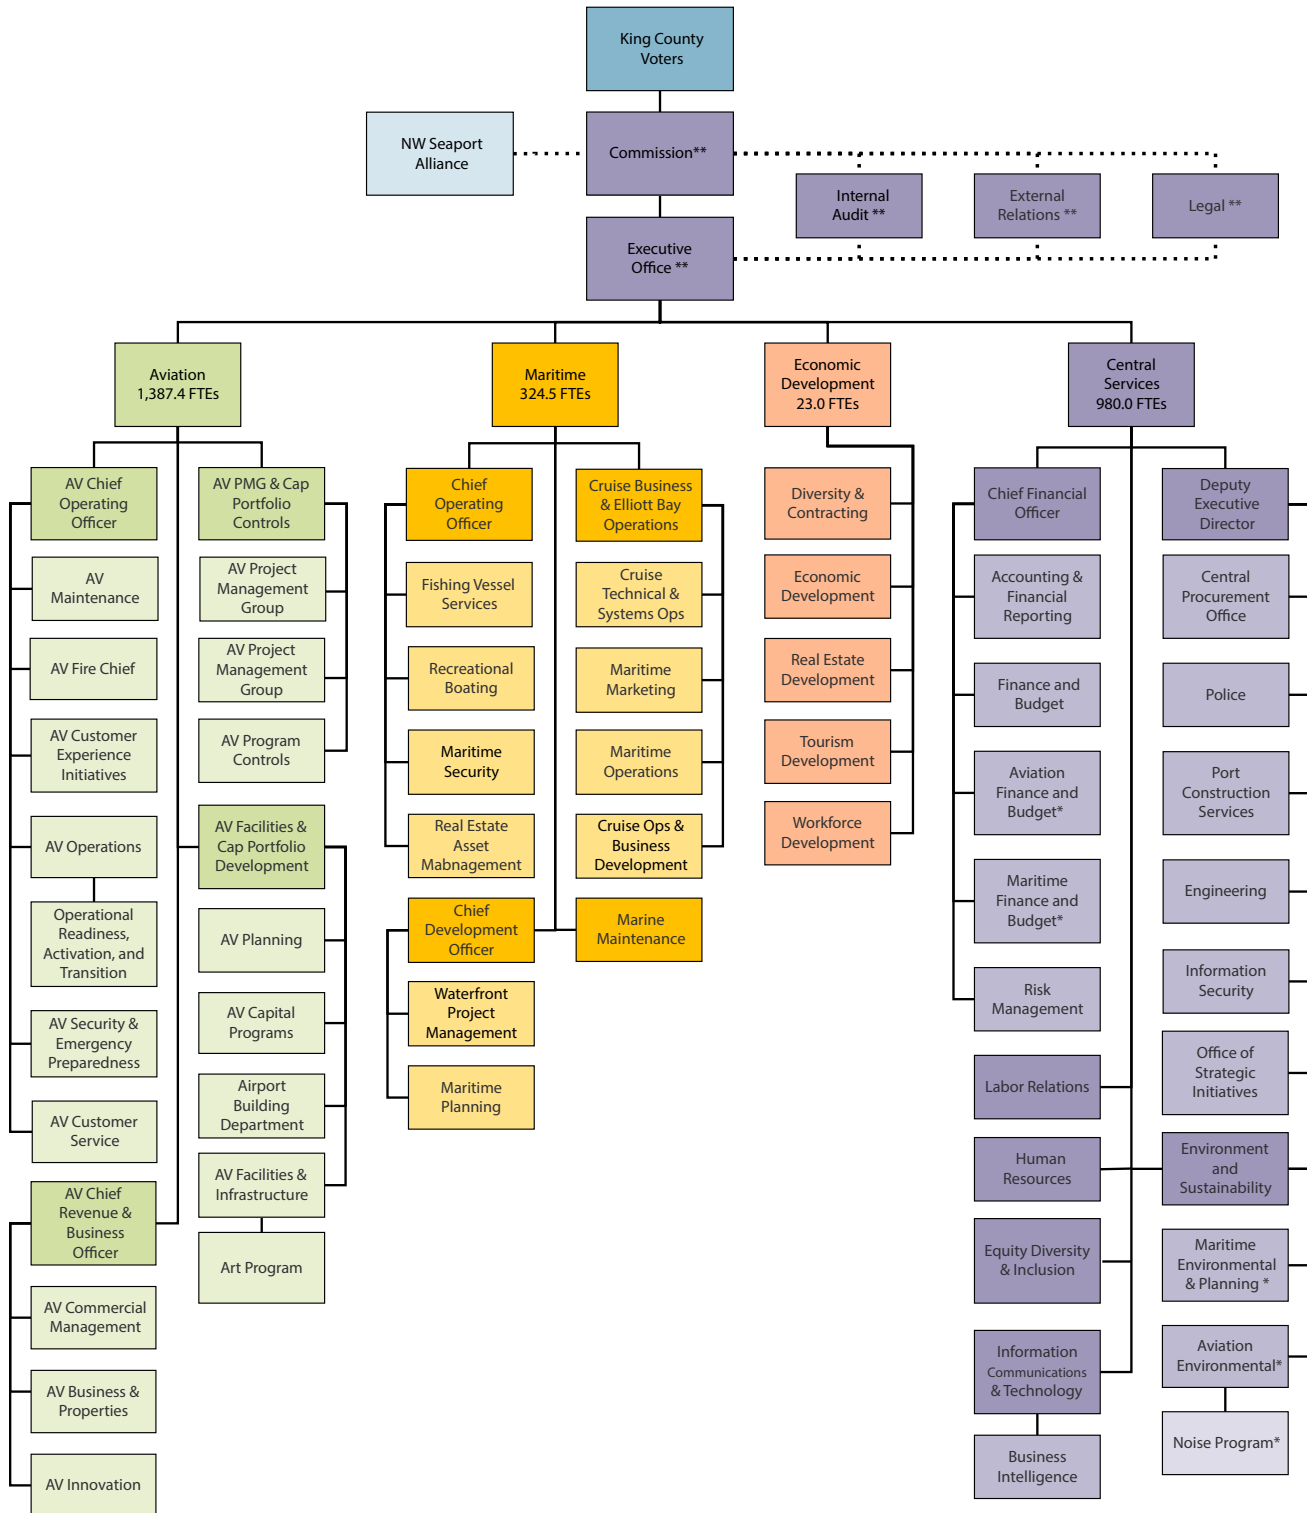 King County
Voters
NW Seaport
Alliance
Commission**
Internal
Audit **
External
Relations **
Legal **
Executive
Office **
Aviation
1,387.4 FTEs
Maritime
324.5 FTEs
Economic
Development
23.0 FTEs
Central
Services
980.0 FTEs
AV Chief
Operating
Officer
AV Maintenance
AV Fire Chief
AV Customer
Experience
Initiatives
AV Operations
Operational
Readiness,
Activation, and
Transition
AV Security &
Emergency
Preparedness
AV Customer
Service
AV Chief
Revenue &
Business
Officer
AV Commercial
Management
AV Business &
Properties
AV Innovation
AV PMG & Cap
Portfolio
Controls
AV Project
Management
Group
AV Project
Management
Group
AV Program
Controls
AV Facilities &
Cap Portfolio
Development
AV Planning
AV Capital
Programs
Airport
Building
Department
AV Facilities &
Infrastructure
Art Program
Chief
Operating
Officer
Fishing Vessel
Services
Recreational
Boating
Maritime
Security
Real Estate
Asset
Mabnagement
Chief
Development
Officer
Waterfront
Project
Management
Maritime
Planning
Cruise Business
& Elliott Bay
Operations
Cruise
Technical &
Systems Ops
Maritime
Marketing
Maritime
Operations
Cruise Ops &
Business
Development
Marine
Maintenance
Diversity &
Contracting
Economic
Development
Real Estate
Development
Tourism
Development
Workforce
Development
Chief Financial
Officer
Accounting &
Financial
Reporting
Finance and
Budget
Aviation
Finance and
Budget*
Maritime
Finance and
Budget*
Risk
Management
Labor Relations
Human
Resources
Equity Diversity
& Inclusion
Information
Communications
& Technology
Business
Intelligence
Deputy
Executive
Director
Central
Procurement
Office
Police
Port
Construction
Services
Engineering
Information
Security
Office of
Strategic
Initiatives
Environment
and
Sustainability
Maritime
Environmental
& Planning *
Aviation
Environmental*
Noise Program*